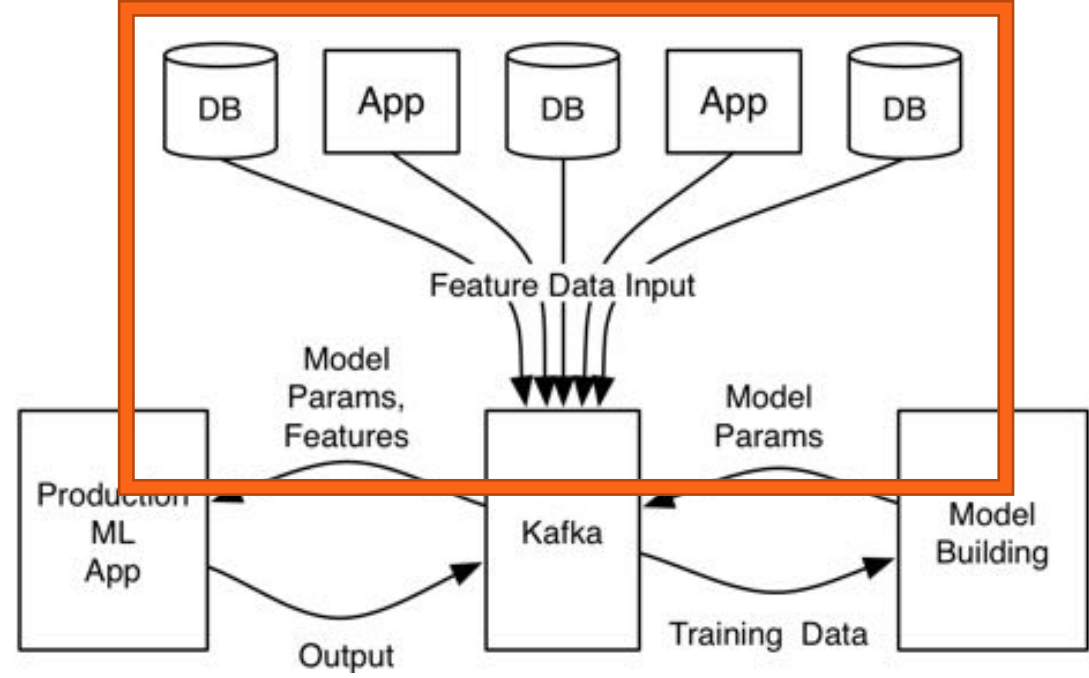 DB
App
DB
App
DB
Feature Data Input
Model
Params,
Features
Model
Params
Production
ML
App
Kafka
Model
Building
Output
Training Data